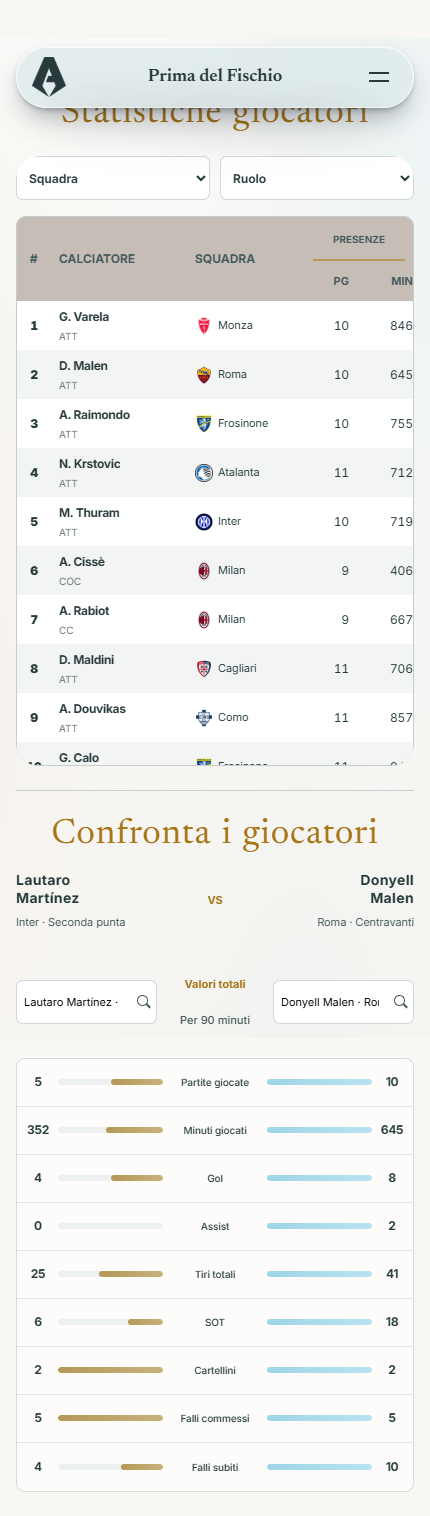 Prima del Fischio
Statistiche giocatori
Squadra Ruolo
PRESENZE
# CALCIATORE SQUADRA PG MIN
1 G. Varela ATT Monza 10 846
2 D. Malen ATT Roma 10 645
3 A. Raimondo ATT Frosinone 10 755
4 N. Krstovic ATT Atalanta 11 712
5 M. Thuram ATT Inter 10 719
6 A. Cissè COC Milan 9 406
7 A. Rabiot CC Milan 9 667
8 D. Maldini ATT Cagliari 11 706
9 A. Douvikas ATT Como 11 857
10 G. Calo Frosinone 11
Confronta i giocatori
Lautaro Donyell
Martínez VS Malen
Inter · Seconda punta Roma · Centravanti
Valori totali
Lautaro Martínez · Donyell Malen ·
Per 90 minuti
5 Partite giocate 10
352 Minuti giocati 645
4 Gol 8
0 Assist 2
25 Tiri totali 41
6 SOT 18
2 Cartellini 2
5 Falli commessi 5
4 Falli subiti 10